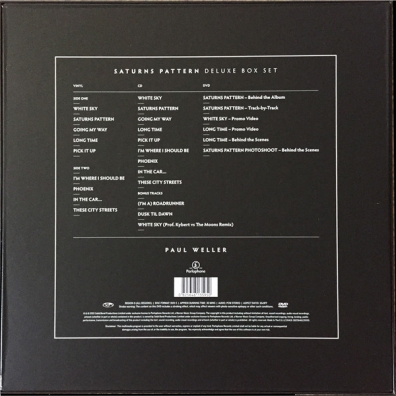 SATURNS PATTERN DELUXE BOX SET
VINYL
SIDE ONE
WHITE SKY
SATURNS PATTERN
GOING MY WAY
LONG TIME
PICK IT UP
SIDE TWO
I'M WHERE I SHOULD BE
PHOENIX
IN THE CAR...
THESE CITY STREETS
CD
WHITE SKY
SATURNS PATTERN
GOING MY WAY
LONG TIME
PICK IT UP
I'M WHERE I SHOULD BE
PHOENIX
IN THE CAR...
THESE CITY STREETS
BONUS TRACKS
(I'M A) ROADRUNNER
DUSK TIL DAWN
WHITE SKY (Prof. Kybert vs The Moons Remix)
DVD
SATURNS PATTERN – Behind the Album
SATURNS PATTERN – Track-by-Track
WHITE SKY – Promo Video
LONG TIME – Promo Video
LONG TIME – Behind the Scenes
SATURNS PATTERN PHOTOSHOOT – Behind the Scenes
PAUL WELLER
Parlophone
DVD